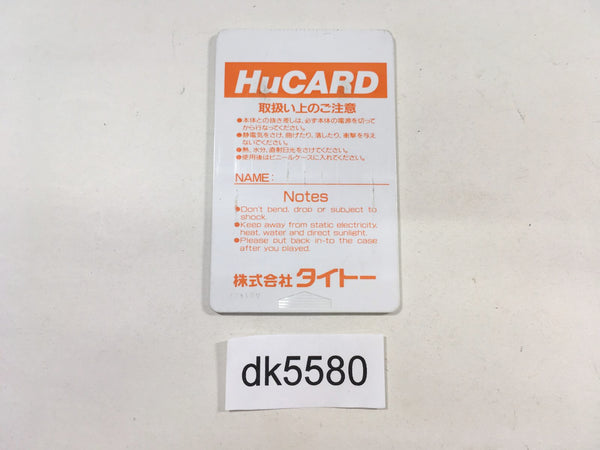 HuCARD
取扱い上のご注意
●本体との抜き差しは、必ず本体の電源を切って
から行なってください。
●静電気をさけ、曲げたり、落したり、衝撃を与え
ないでください。
●熱、水分、直射日光をさけてください。
●使用後はビニールケースに入れてください。
NAME:
Notes
●Don't bend, drop or subject to
shock.
●Keep away from static electricity,
heat, water and direct sunlight.
●Please put back in-to the case
after you played.
株式会社 タイトー
dk5580